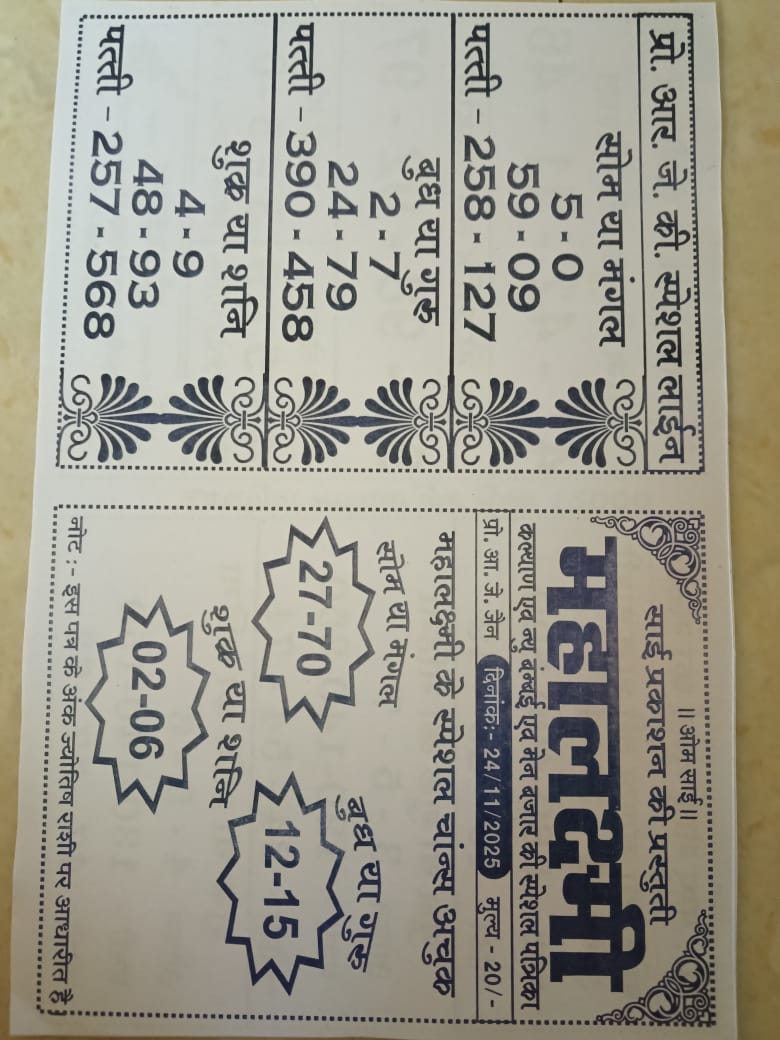 प्रो. आर. जे. की. स्पेशल लाईन
सोम या मंगल
5 - 0
59 - 09
पत्ती - 258 - 127
बुध या गुरु
2 - 7
24 - 79
पत्ती - 390 - 458
शुक्र या शनि
4 - 9
48 - 93
पत्ती - 257 - 568
॥ ओम साई ॥
साई प्रकाशन की प्रस्तुती
महालक्ष्मी
कल्याण एवं न्यु बंम्बई एवं मेन बजार की स्पेशल पत्रिका
प्रो. आ. जे. जैन दिनांक:- 24/11/2025 मुल्य - 20/-
महालक्ष्मी के स्पेशल चांन्स अचुक
सोम या मंगल
27-70
बुध या गुरु
12-15
शुक्र या शनि
02-06
नोट :- इस पत्र के अंक ज्योतिष राशी पर आधारीत है